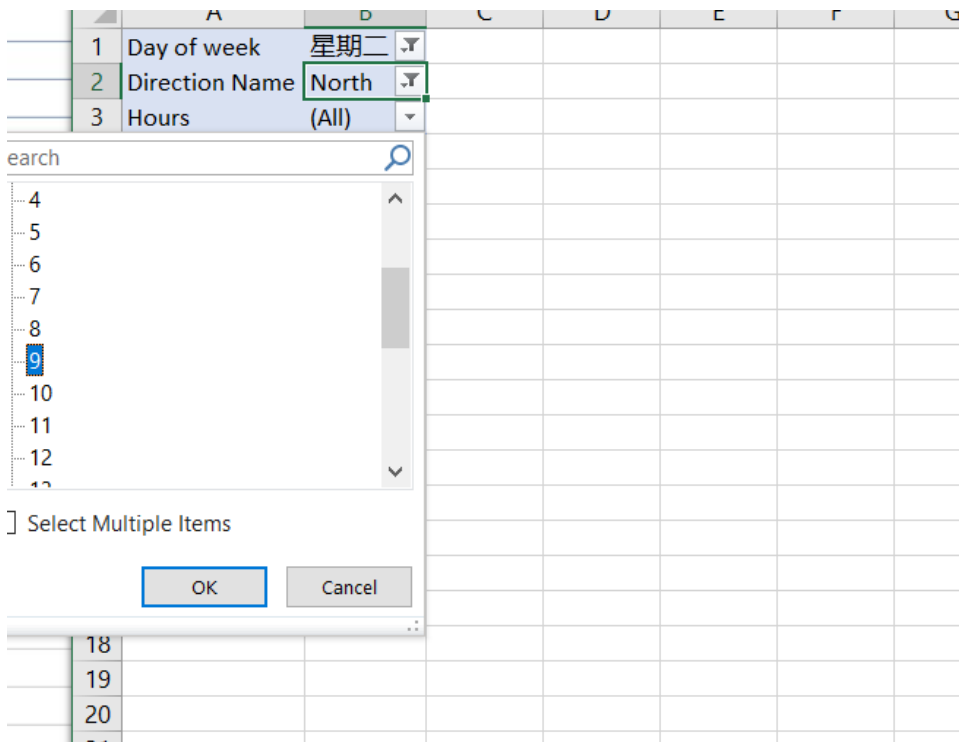 A B C D E F G
1 Day of week 星期二
2 Direction Name North
3 Hours (All)
earch
4
5
6
7
8
9
10
11
12
13
Select Multiple Items
OK Cancel
18
19
20